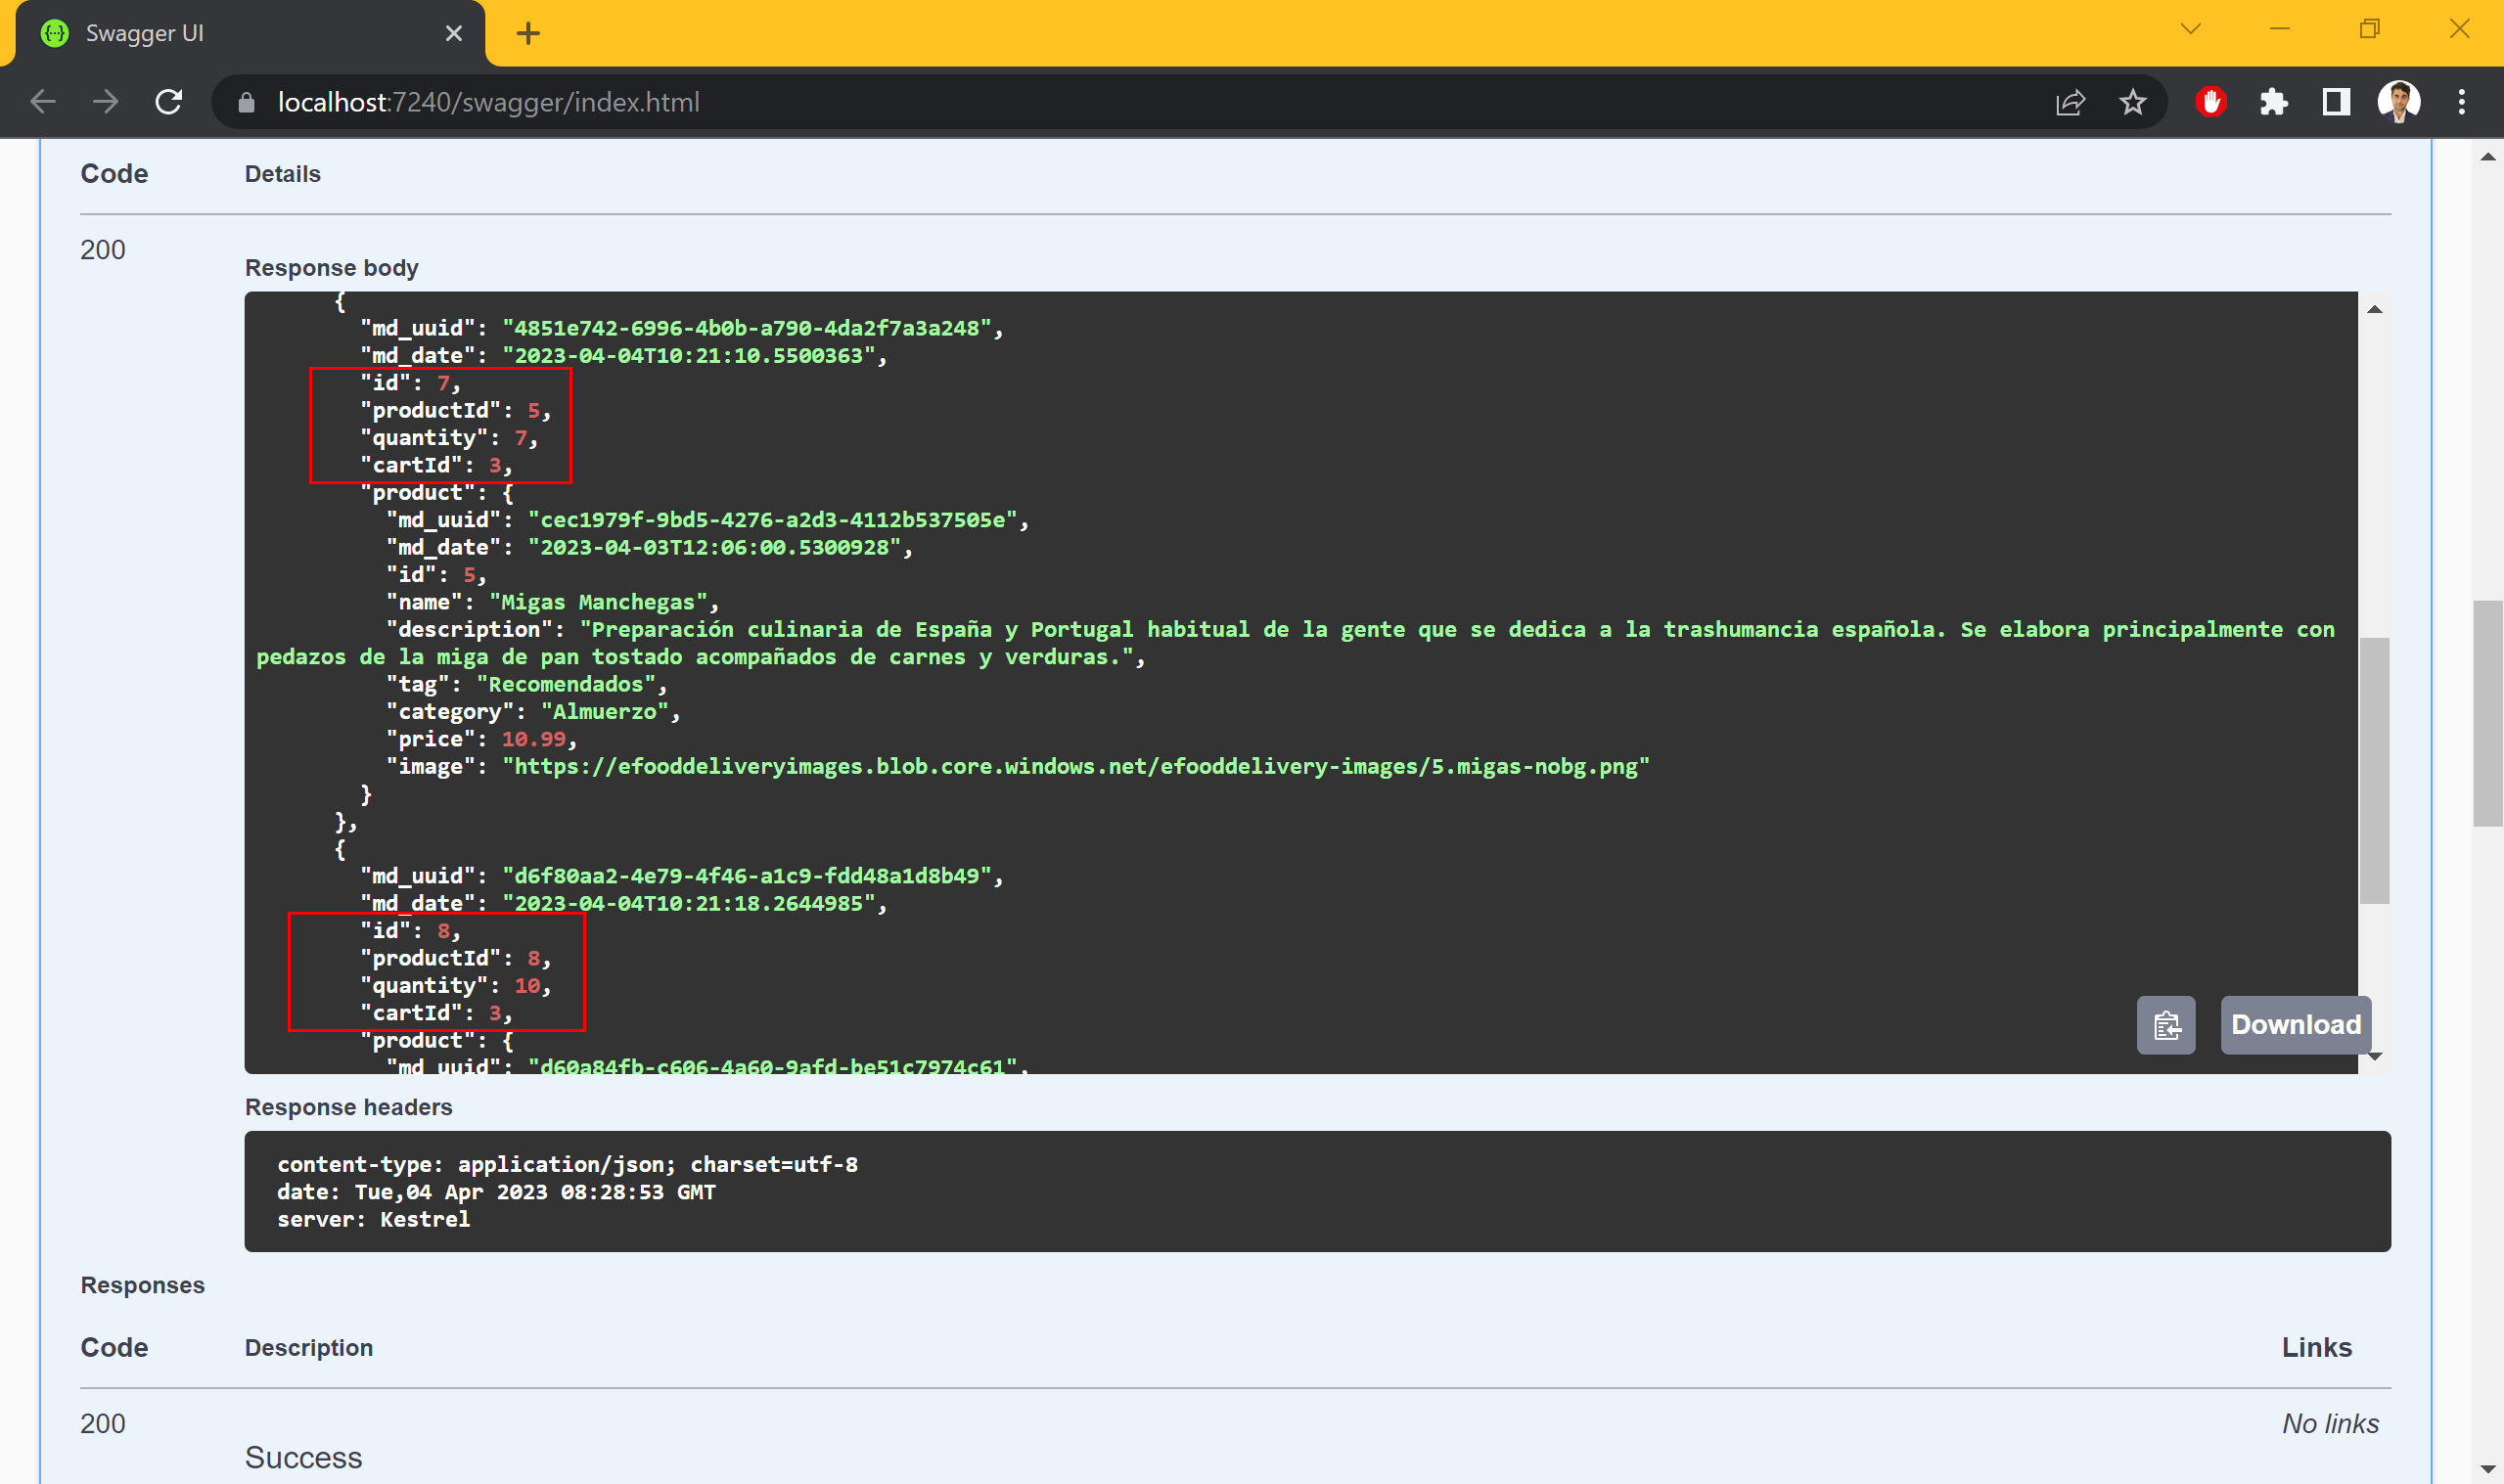 Swagger UI
localhost:7240/swagger/index.html
Code Details
200
Response body
{
"md_uuid": "4851e742-6996-4b0b-a790-4da2f7a3a248",
"md_date": "2023-04-04T10:21:10.5500363",
"id": 7,
"productId": 5,
"quantity": 7,
"cartId": 3,
"product": {
"md_uuid": "cec1979f-9bd5-4276-a2d3-4112b537505e",
"md_date": "2023-04-03T12:06:00.5300928",
"id": 5,
"name": "Migas Manchegas",
"description": "Preparación culinaria de España y Portugal habitual de la gente que se dedica a la trashumancia española. Se elabora principalmente con
pedazos de la miga de pan tostado acompañados de carnes y verduras.",
"tag": "Recomendados",
"category": "Almuerzo",
"price": 10.99,
"image": "https://efooddeliveryimages.blob.core.windows.net/efooddelivery-images/5.migas-nobg.png"
}
},
{
"md_uuid": "d6f80aa2-4e79-4f46-a1c9-fdd48a1d8b49",
"md_date": "2023-04-04T10:21:18.2644985",
"id": 8,
"productId": 8,
"quantity": 10,
"cartId": 3,
"product": {
"md_uuid": "d60a84fb-c606-4a60-9afd-be51c7974c61",
Download
Response headers
content-type: application/json; charset=utf-8
date: Tue,04 Apr 2023 08:28:53 GMT
server: Kestrel
Responses
Code Description Links
200 No links
Success